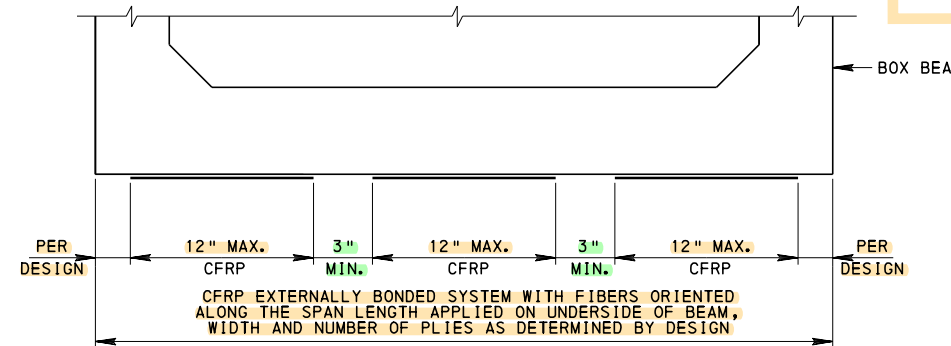 BOX BEA
PER
DESIGN
12" MAX.
CFRP
3"
MIN.
12" MAX.
CFRP
3"
MIN.
12" MAX.
CFRP
PER
DESIGN
CFRP EXTERNALLY BONDED SYSTEM WITH FIBERS ORIENTED
ALONG THE SPAN LENGTH APPLIED ON UNDERSIDE OF BEAM,
WIDTH AND NUMBER OF PLIES AS DETERMINED BY DESIGN